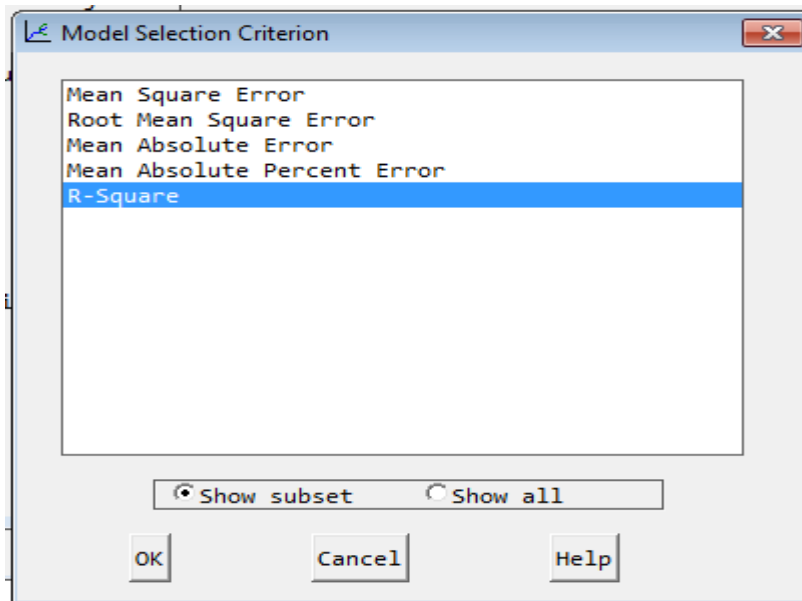 Model Selection Criterion
Mean Square Error
Root Mean Square Error
Mean Absolute Error
Mean Absolute Percent Error
R-Square
Show subset Show all
OK Cancel Help